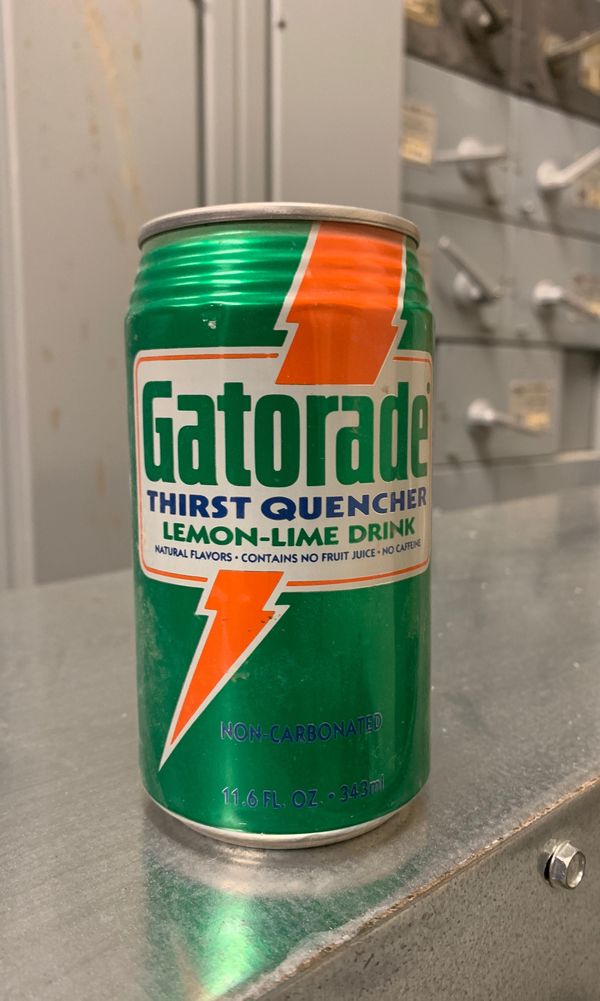 Gatorade
THIRST QUENCHER
LEMON-LIME DRINK
NATURAL FLAVORS • CONTAINS NO FRUIT JUICE • NO CAFFEINE
NON-CARBONATED
11.6 FL. OZ. • 343ml